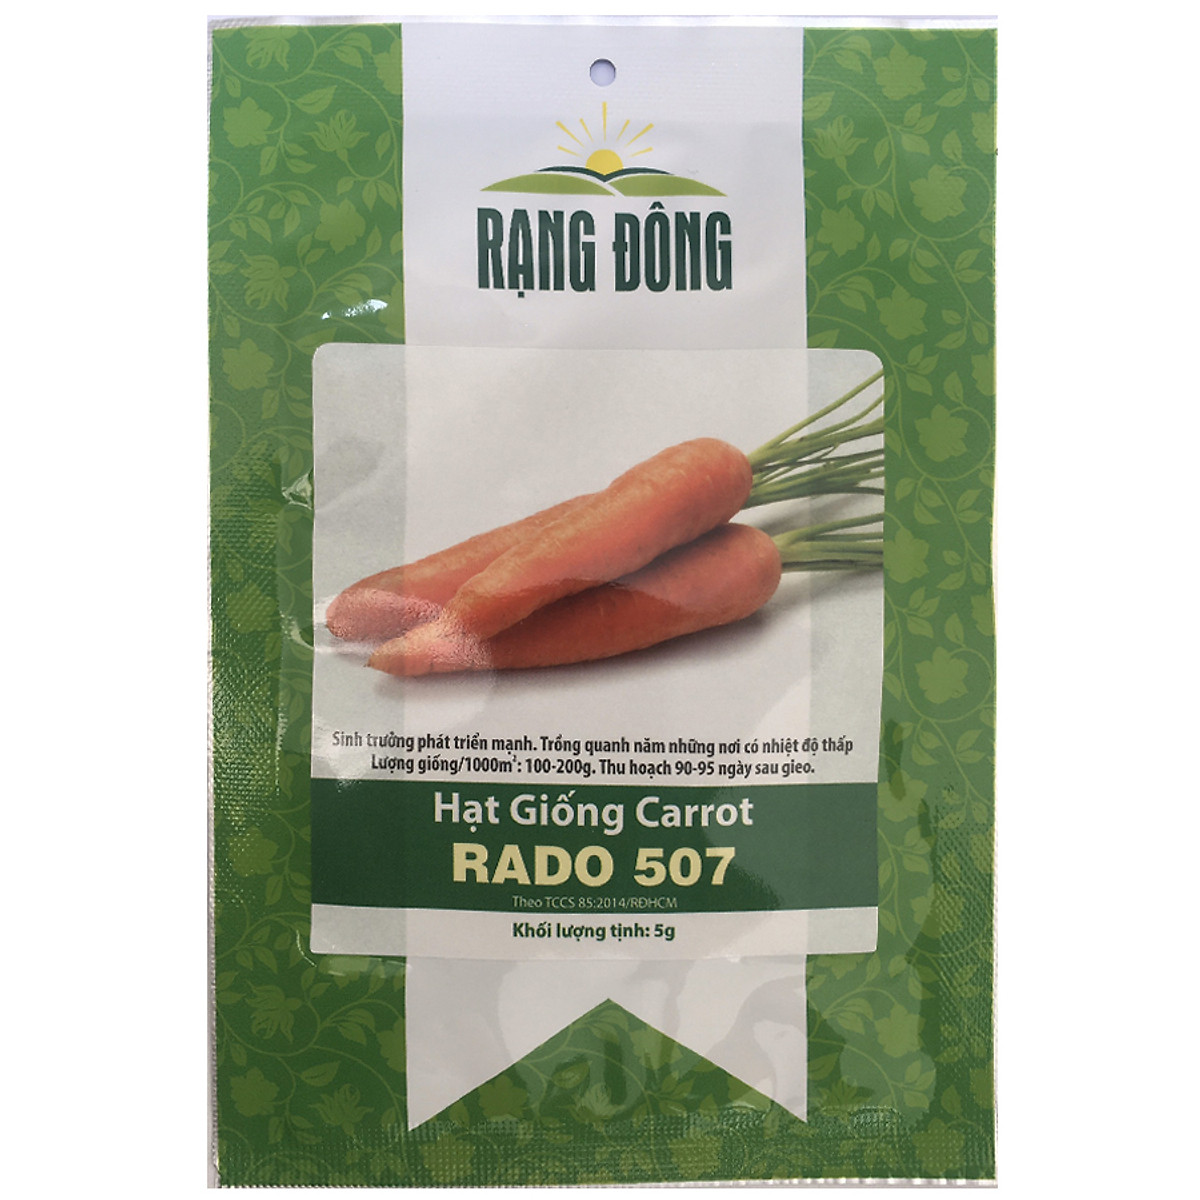 RẠNG ĐÔNG
Sinh trưởng phát triển mạnh. Trồng quanh năm những nơi có nhiệt độ thấp
Lượng giống/1000m²: 100-200g. Thu hoạch 90-95 ngày sau gieo.
Hạt Giống Carrot
RADO 507
Theo TCCS 85:2014/RĐHCM
Khối lượng tịnh: 5g